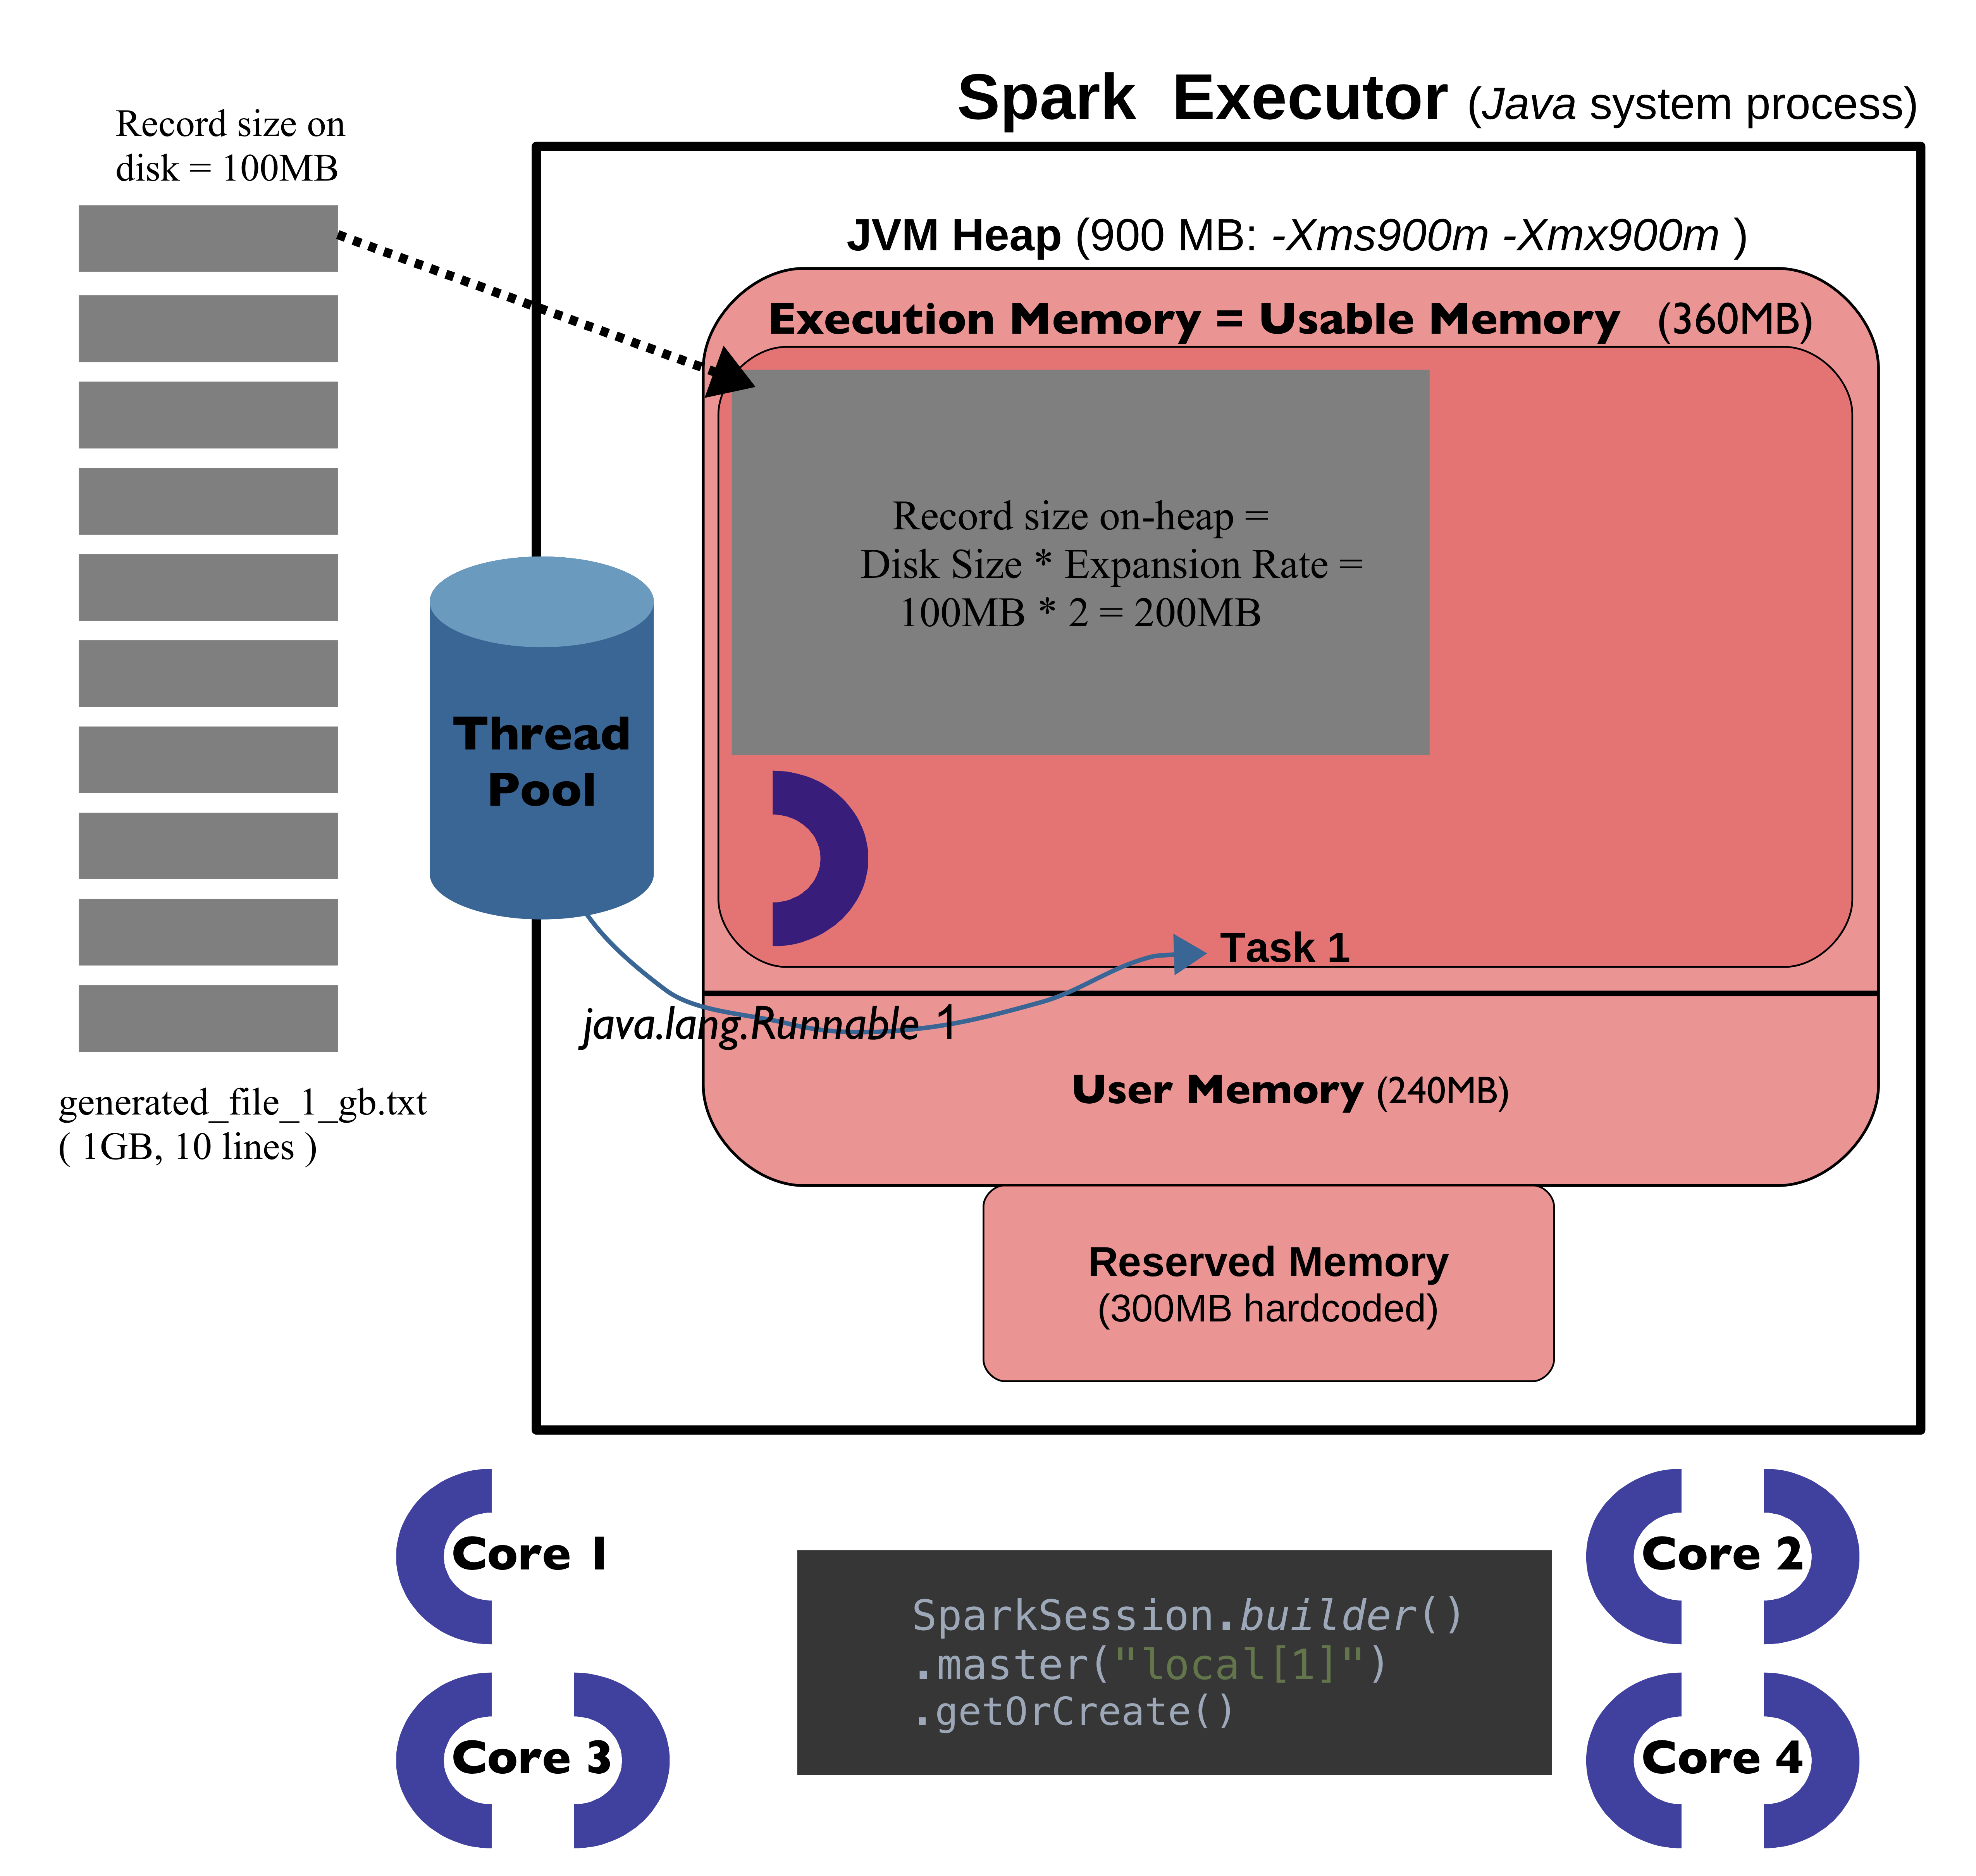 Spark Executor (Java system process)
Record size on
disk = 100MB
JVM Heap (900 MB: -Xms900m -Xmx900m )
Execution Memory = Usable Memory (360MB)
Record size on-heap =
Disk Size * Expansion Rate =
100MB * 2 = 200MB
Thread
Pool
Task 1
java.lang.Runnable 1
User Memory (240MB)
generated_file_1_gb.txt
( 1GB, 10 lines )
Reserved Memory
(300MB hardcoded)
Core 1
Core 2
SparkSession.builder()
.master("local[1]")
.getOrCreate()
Core 3
Core 4